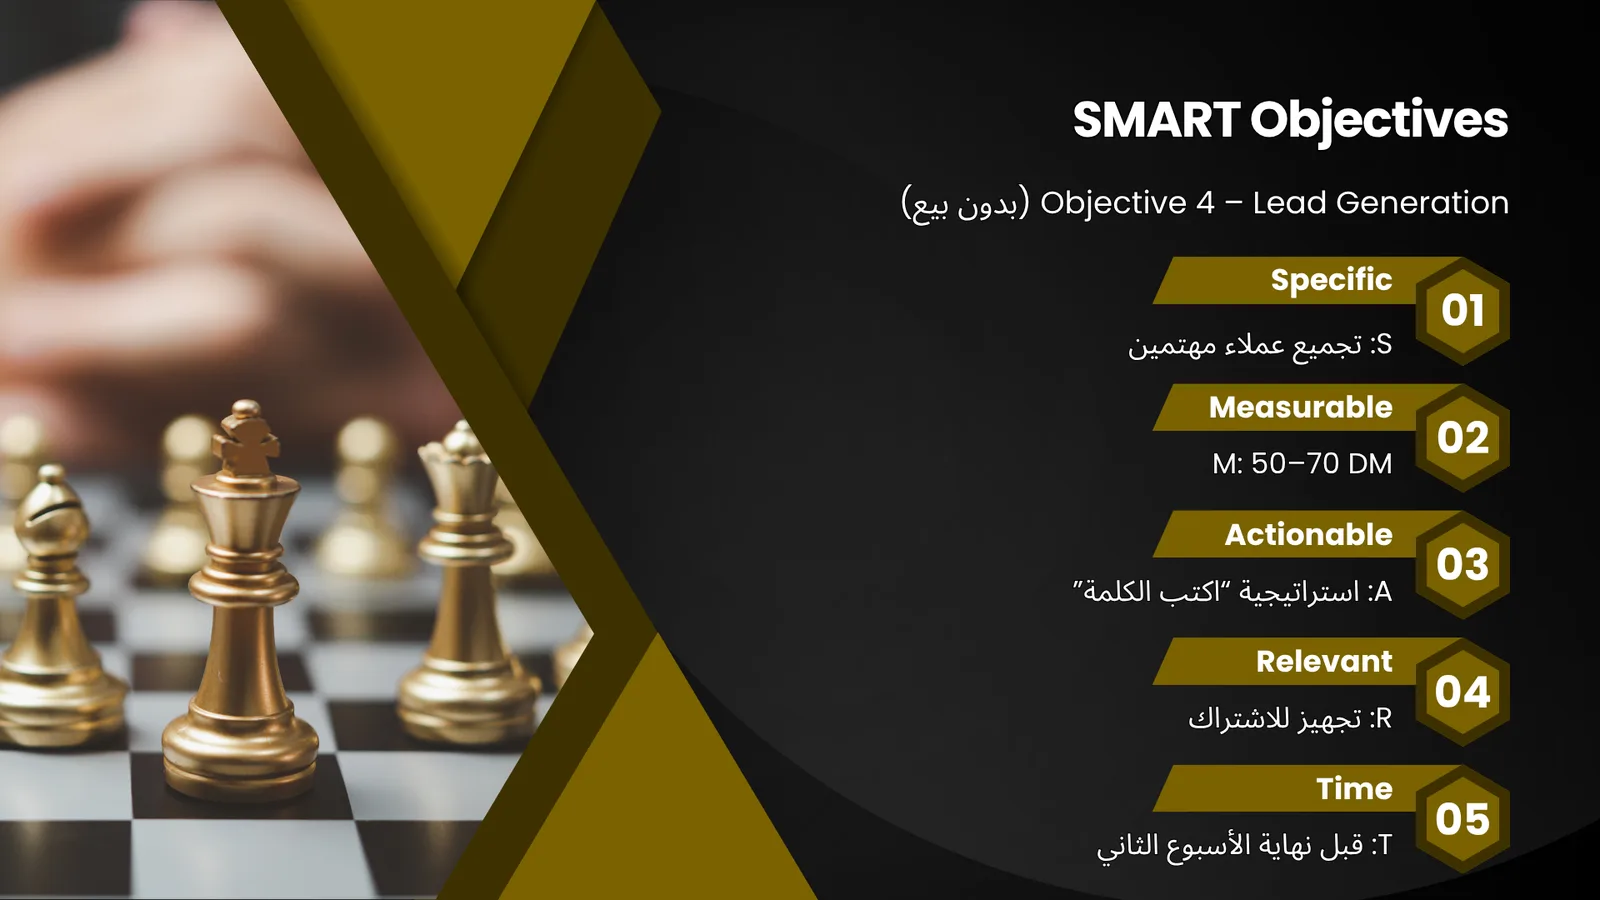 SMART Objectives
Objective 4 – Lead Generation (بدون بيع)
Specific
01
S: تجميع عملاء مهتمين
Measurable
02
M: 50–70 DM
Actionable
03
A: استراتيجية “اكتب الكلمة”
Relevant
04
R: تجهيز للاشتراك
Time
05
T: قبل نهاية الأسبوع الثاني